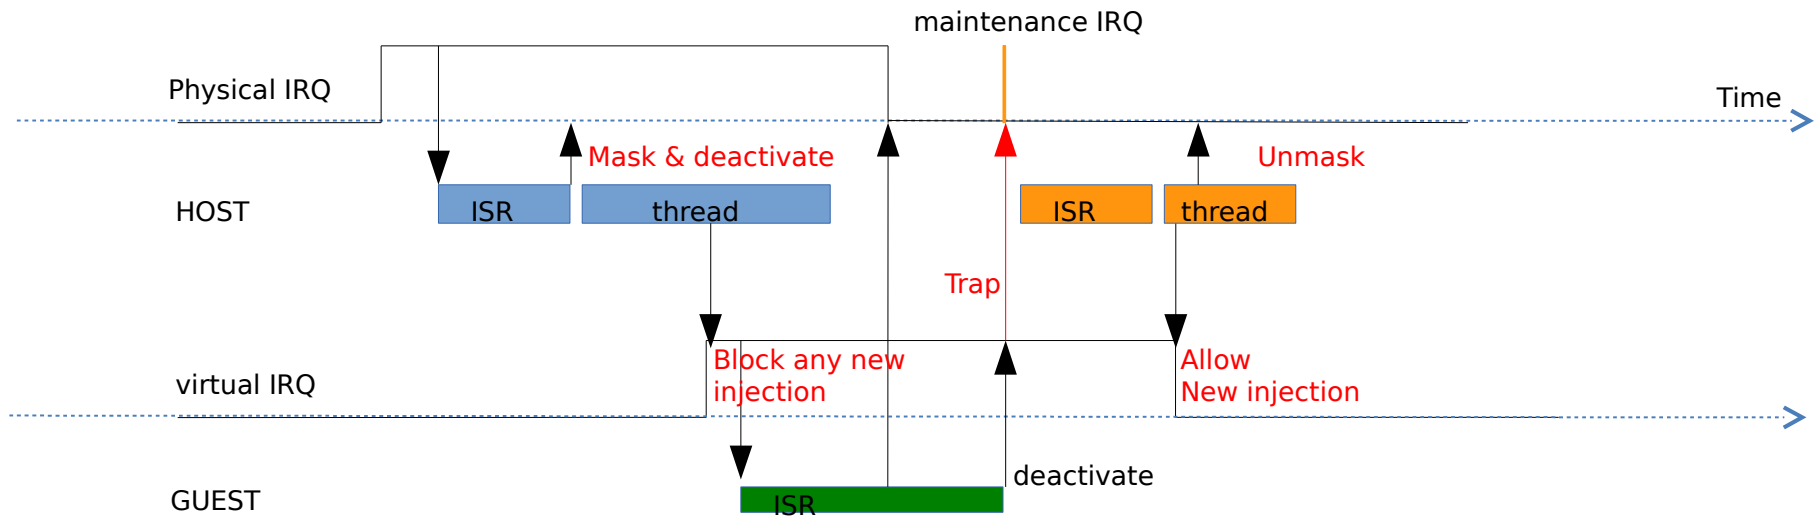 maintenance IRQ
Physical IRQ
Time
Mask & deactivate
Unmask
HOST
ISR
thread
ISR
thread
Trap
Block any new
injection
Allow
New injection
virtual IRQ
deactivate
GUEST
ISR